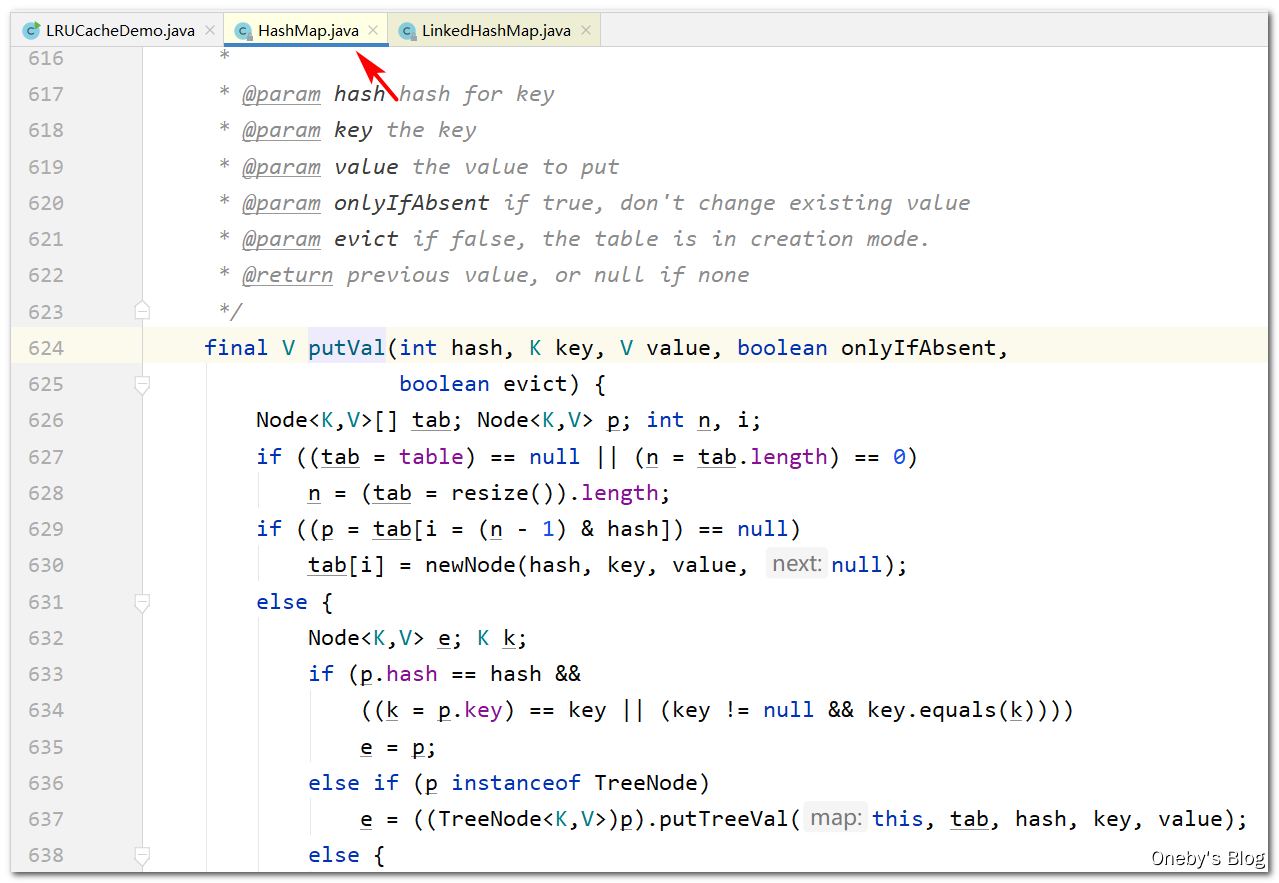 LRUCacheDemo.java × HashMap.java × LinkedHashMap.java ×
616 *
617 * @param hash hash for key
618 * @param key the key
619 * @param value the value to put
620 * @param onlyIfAbsent if true, don't change existing value
621 * @param evict if false, the table is in creation mode.
622 * @return previous value, or null if none
623 */
624 final V putVal(int hash, K key, V value, boolean onlyIfAbsent,
625 boolean evict) {
626 Node<K,V>[] tab; Node<K,V> p; int n, i;
627 if ((tab = table) == null || (n = tab.length) == 0)
628 n = (tab = resize()).length;
629 if ((p = tab[i = (n - 1) & hash]) == null)
630 tab[i] = newNode(hash, key, value, next: null);
631 else {
632 Node<K,V> e; K k;
633 if (p.hash == hash &&
634 ((k = p.key) == key || (key != null && key.equals(k))))
635 e = p;
636 else if (p instanceof TreeNode)
637 e = ((TreeNode<K,V>)p).putTreeVal( map: this, tab, hash, key, value);
638 else {
Oneby's Blog